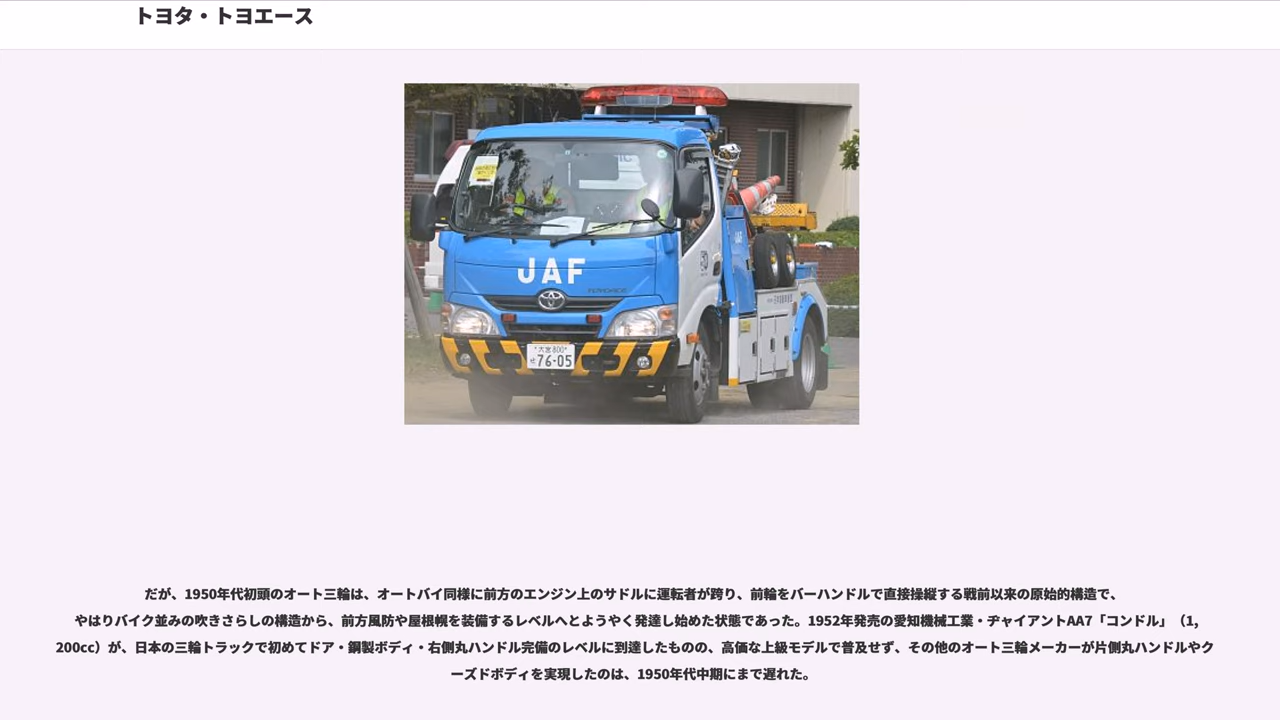 トヨタ・トヨエース
JAF
TOYOACE
大宮 800
76-05
だが、1950年代初頭のオート三輪は、オートバイ同様に前方のエンジン上のサドルに運転者が跨り、前輪をバーハンドルで直接操縦する戦前以来の原始的構造で、
やはりバイク並みの吹きさらしの構造から、前方風防や屋根幌を装備するレベルへとようやく発達し始めた状態であった。1952年発売の愛知機械工業・ヂャイアントAA7「コンドル」（1,
200cc）が、日本の三輪トラックで初めてドア・鋼製ボディ・右側丸ハンドル完備のレベルに到達したものの、高価な上級モデルで普及せず、その他のオート三輪メーカーが片側丸ハンドルやク
ーズドボディを実現したのは、1950年代中期にまで遅れた。